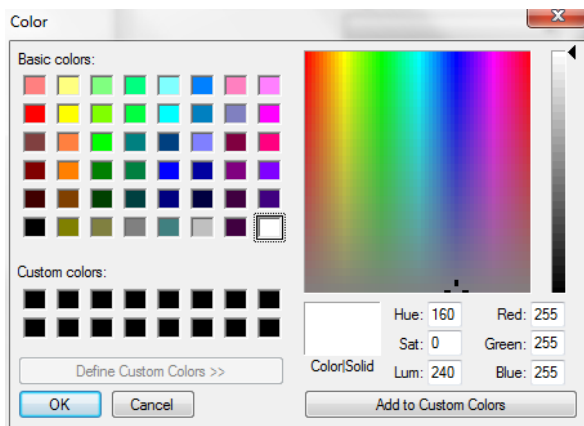 Color
Basic colors:
Custom colors:
Define Custom Colors >>
OK Cancel
Color|Solid
Hue: 160 Red: 255
Sat: 0 Green: 255
Lum: 240 Blue: 255
Add to Custom Colors